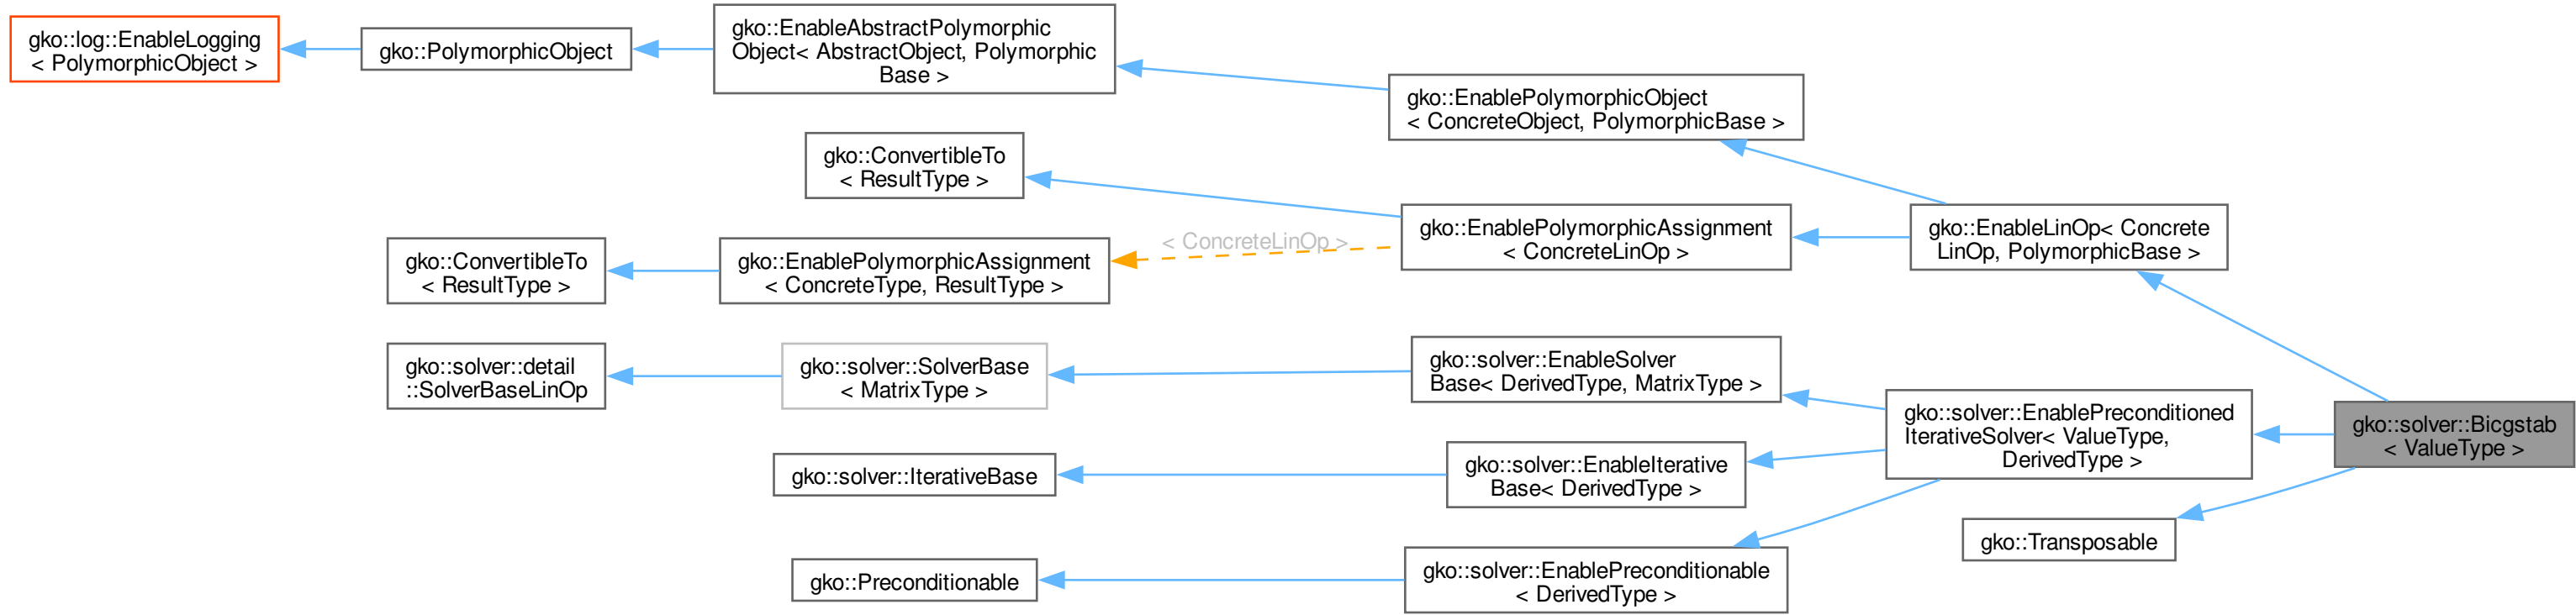 gko::log::EnableLogging
< PolymorphicObject >
gko::PolymorphicObject
gko::EnableAbstractPolymorphic
Object< AbstractObject, Polymorphic
Base >
gko::EnablePolymorphicObject
< ConcreteObject, PolymorphicBase >
gko::ConvertibleTo
< ResultType >
gko::EnablePolymorphicAssignment
< ConcreteLinOp >
gko::EnableLinOp< Concrete
LinOp, PolymorphicBase >
< ConcreteLinOp >
gko::ConvertibleTo
< ResultType >
gko::EnablePolymorphicAssignment
< ConcreteType, ResultType >
gko::solver::detail
::SolverBaseLinOp
gko::solver::SolverBase
< MatrixType >
gko::solver::EnableSolver
Base< DerivedType, MatrixType >
gko::solver::EnablePreconditioned
IterativeSolver< ValueType,
DerivedType >
gko::solver::Bicgstab
< ValueType >
gko::solver::IterativeBase
gko::solver::EnableIterative
Base< DerivedType >
gko::Transposable
gko::Preconditionable
gko::solver::EnablePreconditionable
< DerivedType >